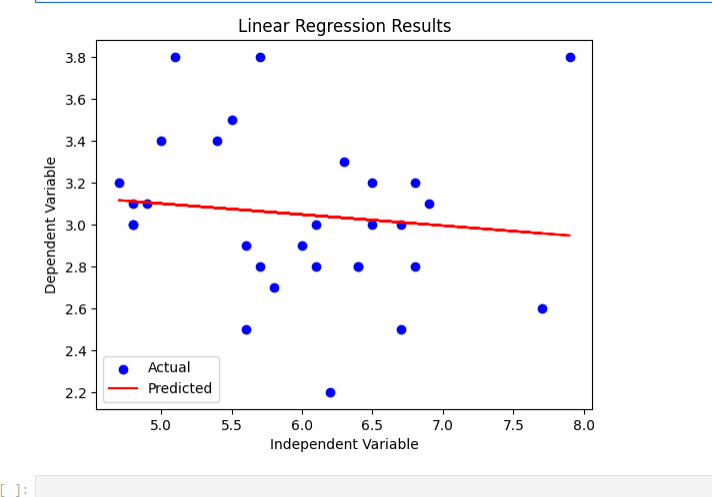 Linear Regression Results
3.8
3.6
3.4
3.2
3.0
2.8
2.6
2.4
2.2
Dependent Variable
Actual
Predicted
5.0 5.5 6.0 6.5 7.0 7.5 8.0
Independent Variable
[ ]: